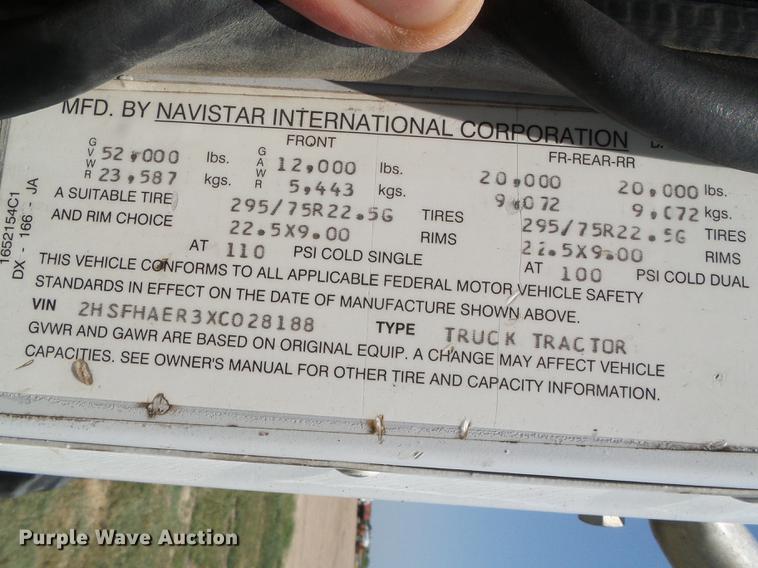 MFD. BY NAVISTAR INTERNATIONAL CORPORATION
FRONT FR-REAR-RR
GVWR 52,000 lbs. GAWR 12,000 lbs. 20,000 20,000 lbs.
23,587 kgs. 5,443 kgs. 9,072 9,072 kgs.
A SUITABLE TIRE 295/75R22.5G TIRES 295/75R22.5G TIRES
AND RIM CHOICE 22.5X9.00 RIMS 22.5X9.00 RIMS
AT 110 PSI COLD SINGLE AT 100 PSI COLD DUAL
THIS VEHICLE CONFORMS TO ALL APPLICABLE FEDERAL MOTOR VEHICLE SAFETY
STANDARDS IN EFFECT ON THE DATE OF MANUFACTURE SHOWN ABOVE.
VIN 2HSFHAER3XC028188 TYPE TRUCK TRACTOR
GVWR AND GAWR ARE BASED ON ORIGINAL EQUIP. A CHANGE MAY AFFECT VEHICLE
CAPACITIES. SEE OWNER'S MANUAL FOR OTHER TIRE AND CAPACITY INFORMATION.
1652154C1
DX - 166 - JA
Purple Wave Auction